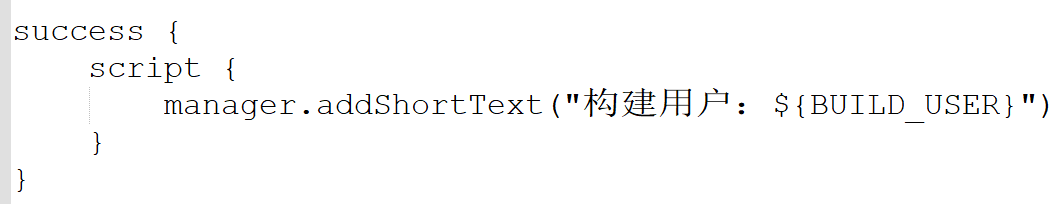 success {
    script {
        manager.addShortText("构建用户：${BUILD_USER}")
    }
}